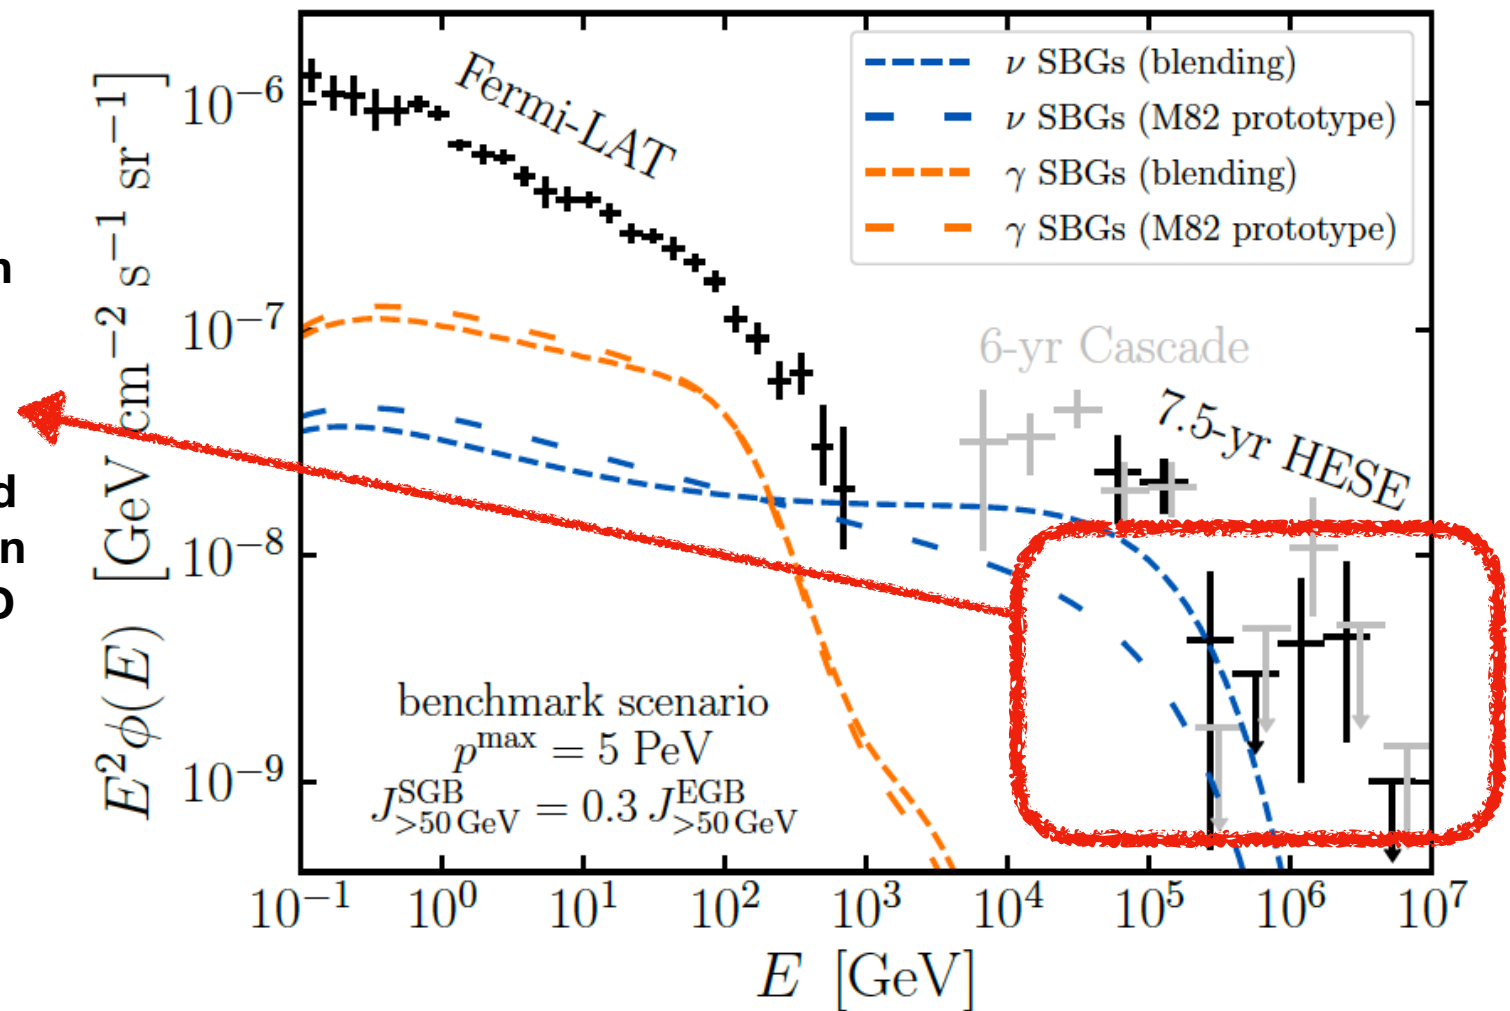 10^{-6}
10^{-7}
10^{-8}
10^{-9}
E^2ϕ(E) [GeV cm^{-2} s^{-1} sr^{-1}]
Fermi-LAT
ν SBGs (blending)
ν SBGs (M82 prototype)
γ SBGs (blending)
γ SBGs (M82 prototype)
6-yr Cascade
7.5-yr HESE
benchmark scenario
p^{max} = 5 PeV
J^{SGB}_{>50 GeV} = 0.3 J^{EGB}_{>50 GeV}
10^{-1} 10^0 10^1 10^2 10^3 10^4 10^5 10^6 10^7
E [GeV]